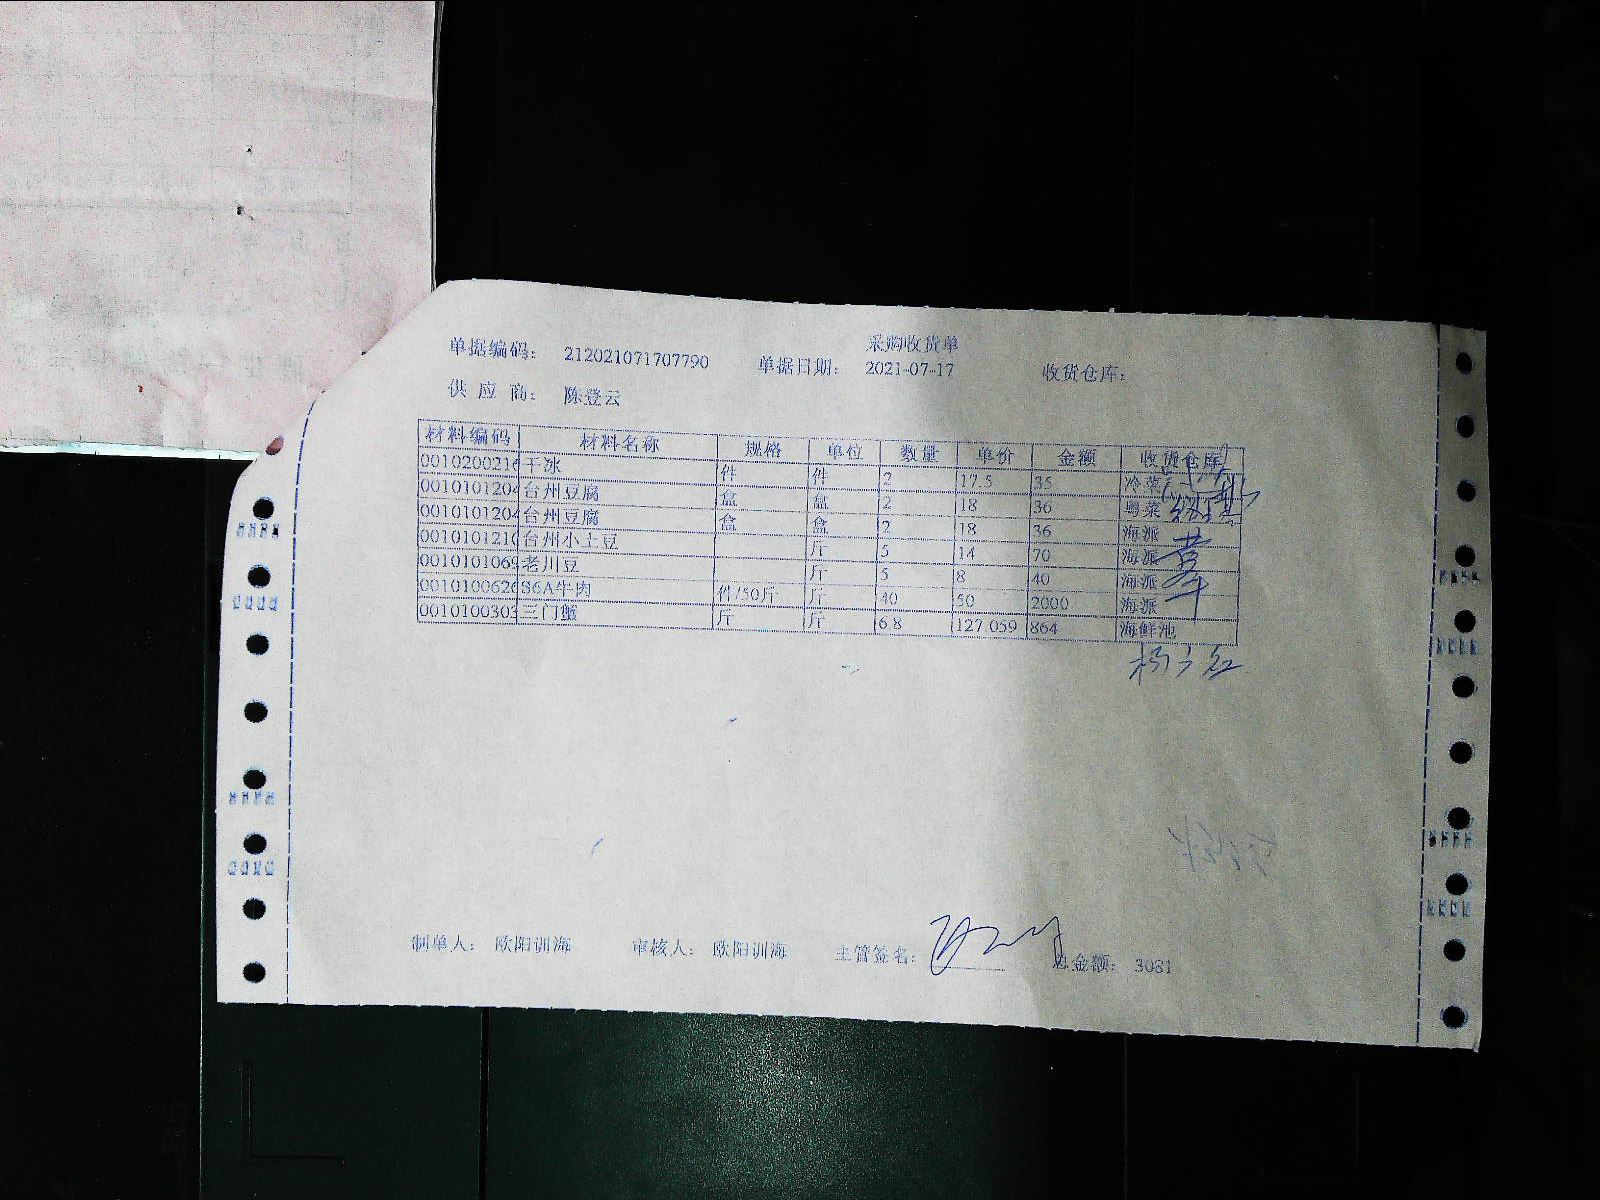 采购收货单
单据编码： 212021071707790 单据日期： 2021-07-17 收货仓库：
供 应 商： 陈登云
材料编码 材料名称 规格 单位 数量 单价 金额 收货仓库
0010200216 干冰 件 件 2 17.5 35 冷菜
0010101204 台州豆腐 盒 盒 2 18 36 粤菜
0010101204 台州豆腐 盒 盒 2 18 36 海派
0010101210 台州小土豆 斤 5 14 70 海派
0010101069 老川豆 斤 5 8 40 海派
0010100626 S6A牛肉 件/50斤 斤 40 50 2000 海派
0010100303 三门蟹 斤 斤 6.8 127.059 864 海鲜池
制单人： 欧阳训海 审核人： 欧阳训海 主管签名： 总金额： 3081